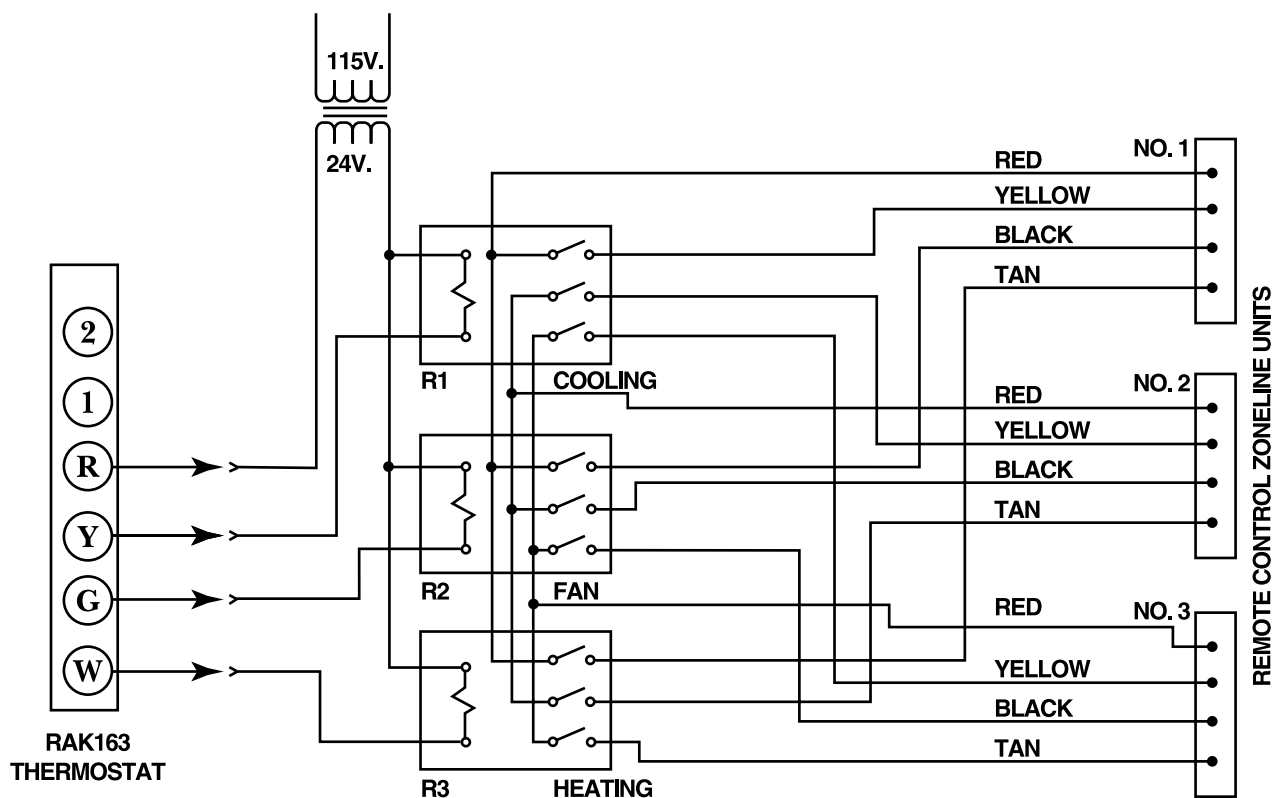 115V.
24V.
2
1
R
Y
G
W
RAK163
THERMOSTAT
R1
COOLING
R2
FAN
R3
HEATING
NO. 1
RED
YELLOW
BLACK
TAN
NO. 2
RED
YELLOW
BLACK
TAN
NO. 3
RED
YELLOW
BLACK
TAN
REMOTE CONTROL ZONELINE UNITS